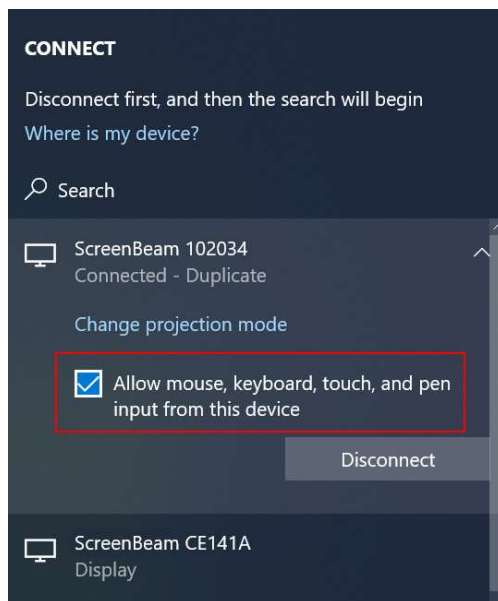 CONNECT
Disconnect first, and then the search will begin
Where is my device?
Search
ScreenBeam 102034
Connected - Duplicate
Change projection mode
Allow mouse, keyboard, touch, and pen
input from this device
Disconnect
ScreenBeam CE141A
Display